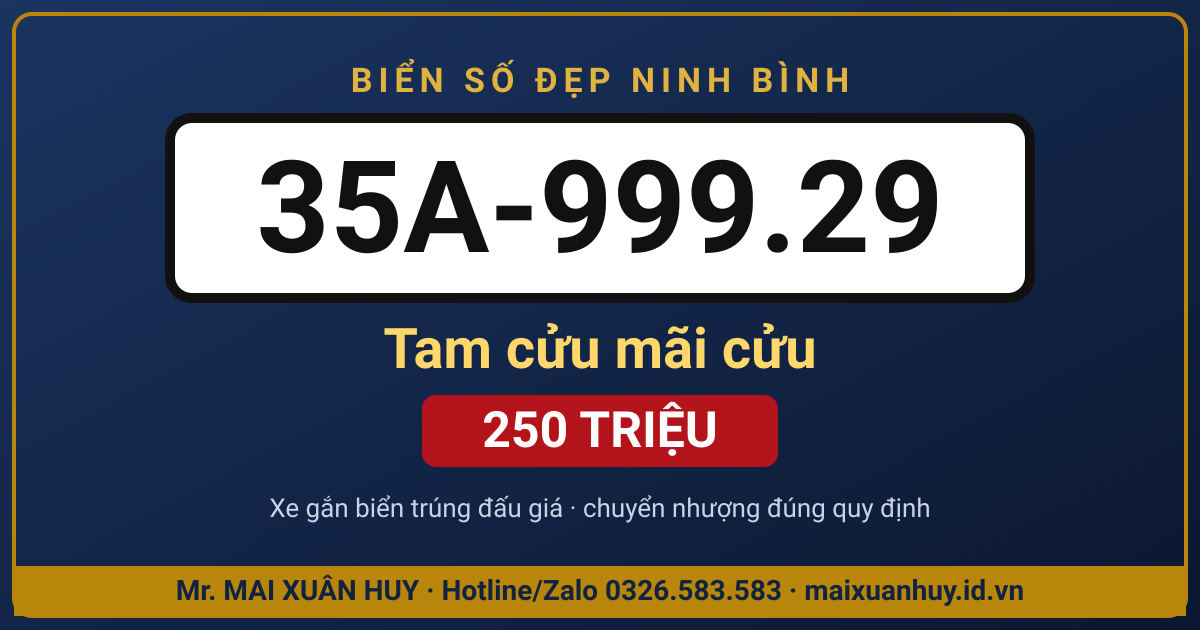 BIỂN SỐ ĐẸP NINH BÌNH
35A-999.29
Tam cửu mãi cửu
250 TRIỆU
Xe gắn biển trúng đấu giá · chuyển nhượng đúng quy định
Mr. MAI XUÂN HUY · Hotline/Zalo 0326.583.583 · maixuanhuy.id.vn